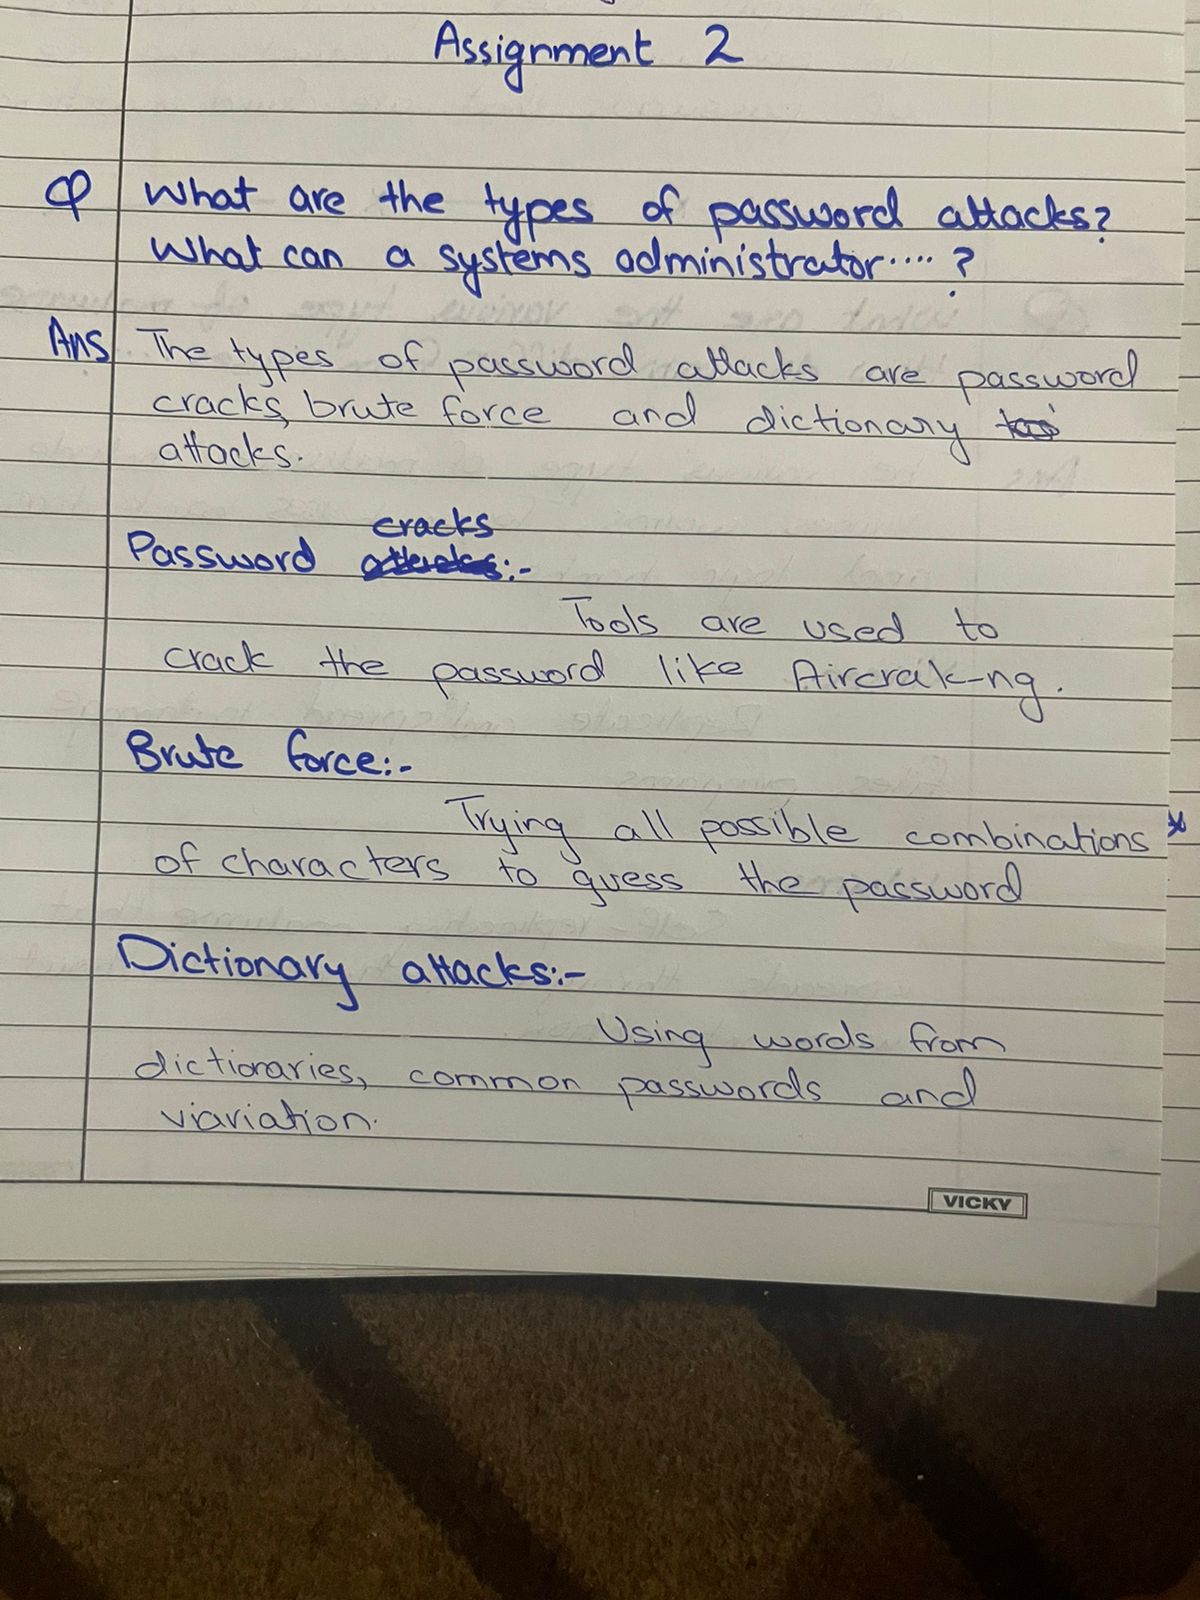 Assignment 2
Q What are the types of password attacks?
What can a systems administrator....?
Ans The types of password attacks are password
cracks, brute force and dictionary
attacks.
cracks
Password :-
Tools are used to
crack the password like Aircrak-ng.
Brute force:-
Trying all possible combinations
of characters to guess the password
Dictionary attacks:-
Using words from
dictionaries, common passwords and
viariation.
VICKY